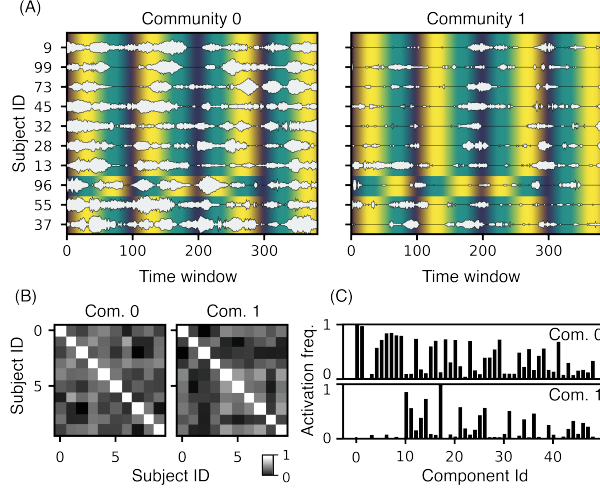 (A)
Community 0
Community 1
Subject ID
9
99
73
45
32
28
13
96
55
37
0 100 200 300
0 100 200 300
Time window
Time window
(B)
Com. 0
Com. 1
Subject ID
0
5
0 5
0 5
Subject ID
1
0
(C)
Activation freq.
1
0
Com. 0
1
0
Com. 1
0 10 20 30 40
Component Id